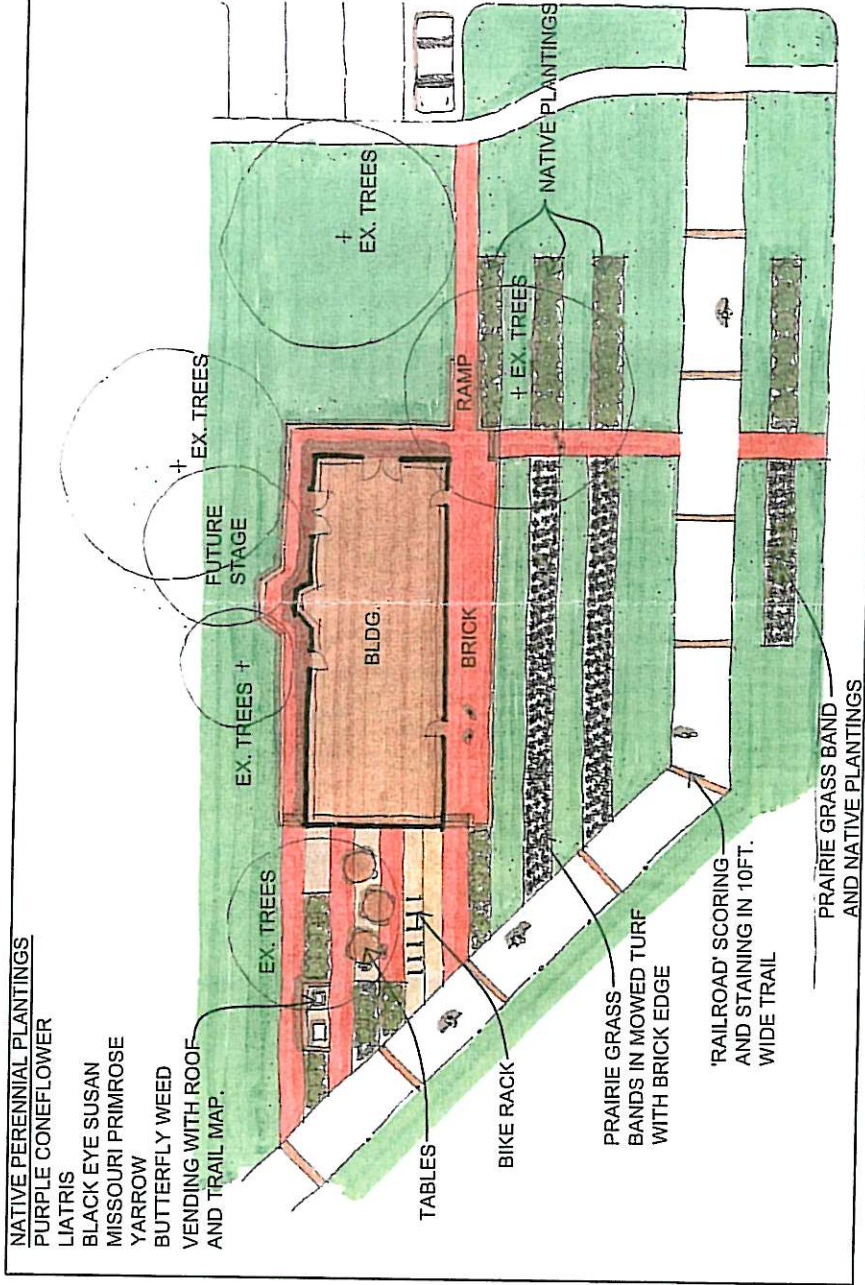 NATIVE PERENNIAL PLANTINGS
PURPLE CONEFLOWER
LIATRIS
BLACK EYE SUSAN
MISSOURI PRIMROSE
YARROW
BUTTERFLY WEED
VENDING WITH ROOF
AND TRAIL MAP.
TABLES
BIKE RACK
PRAIRIE GRASS
BANDS IN MOWED TURF
WITH BRICK EDGE
'RAILROAD' SCORING
AND STAINING IN 10FT.
WIDE TRAIL
PRAIRIE GRASS BAND
AND NATIVE PLANTINGS
EX. TREES
EX. TREES
FUTURE
STAGE
EX. TREES
EX. TREES
BLDG.
BRICK
RAMP
EX. TREES
NATIVE PLANTINGS